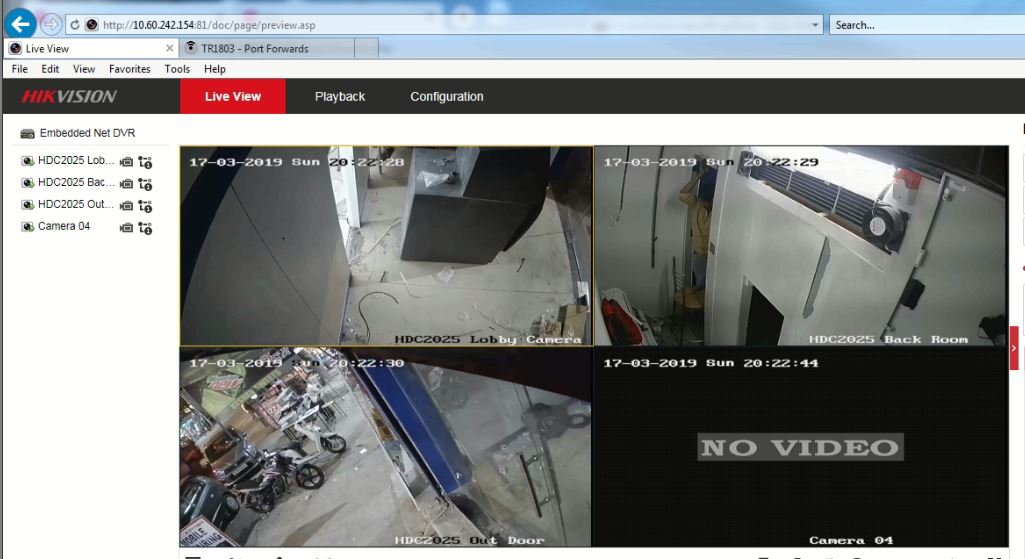 http://10.60.242.154:81/doc/page/preview.asp
Search...
Live View
TR1803 - Port Forwards
File Edit View Favorites Tools Help
HIKVISION
Live View
Playback
Configuration
Embedded Net DVR
HDC2025 Lob...
HDC2025 Bac...
HDC2025 Out...
Camera 04
17-03-2019 Sun 20:22:28
HDC2025 Lobby Camera
17-03-2019 Sun 20:22:29
HDC2025 Back Room
17-03-2019 Sun 20:22:30
HDC2025 Out Door
17-03-2019 Sun 20:22:44
NO VIDEO
Camera 04